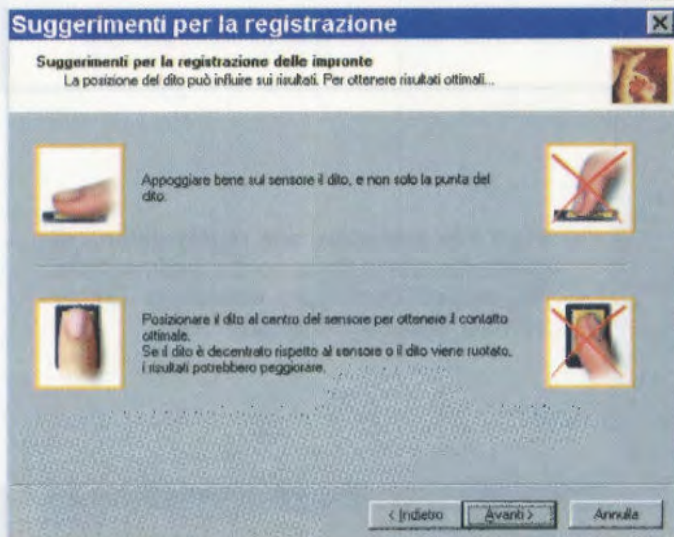 Suggerimenti per la registrazione
Suggerimenti per la registrazione delle impronte
La posizione del dito può influire sui risultati. Per ottenere risultati ottimali...
Appoggiare bene sul sensore il dito, e non solo la punta del
dito.
Posizionare il dito al centro del sensore per ottenere il contatto
ottimale.
Se il dito è decentrato rispetto al sensore o il dito viene ruotato,
i risultati potrebbero peggiorare.
< Indietro Avanti > Annulla